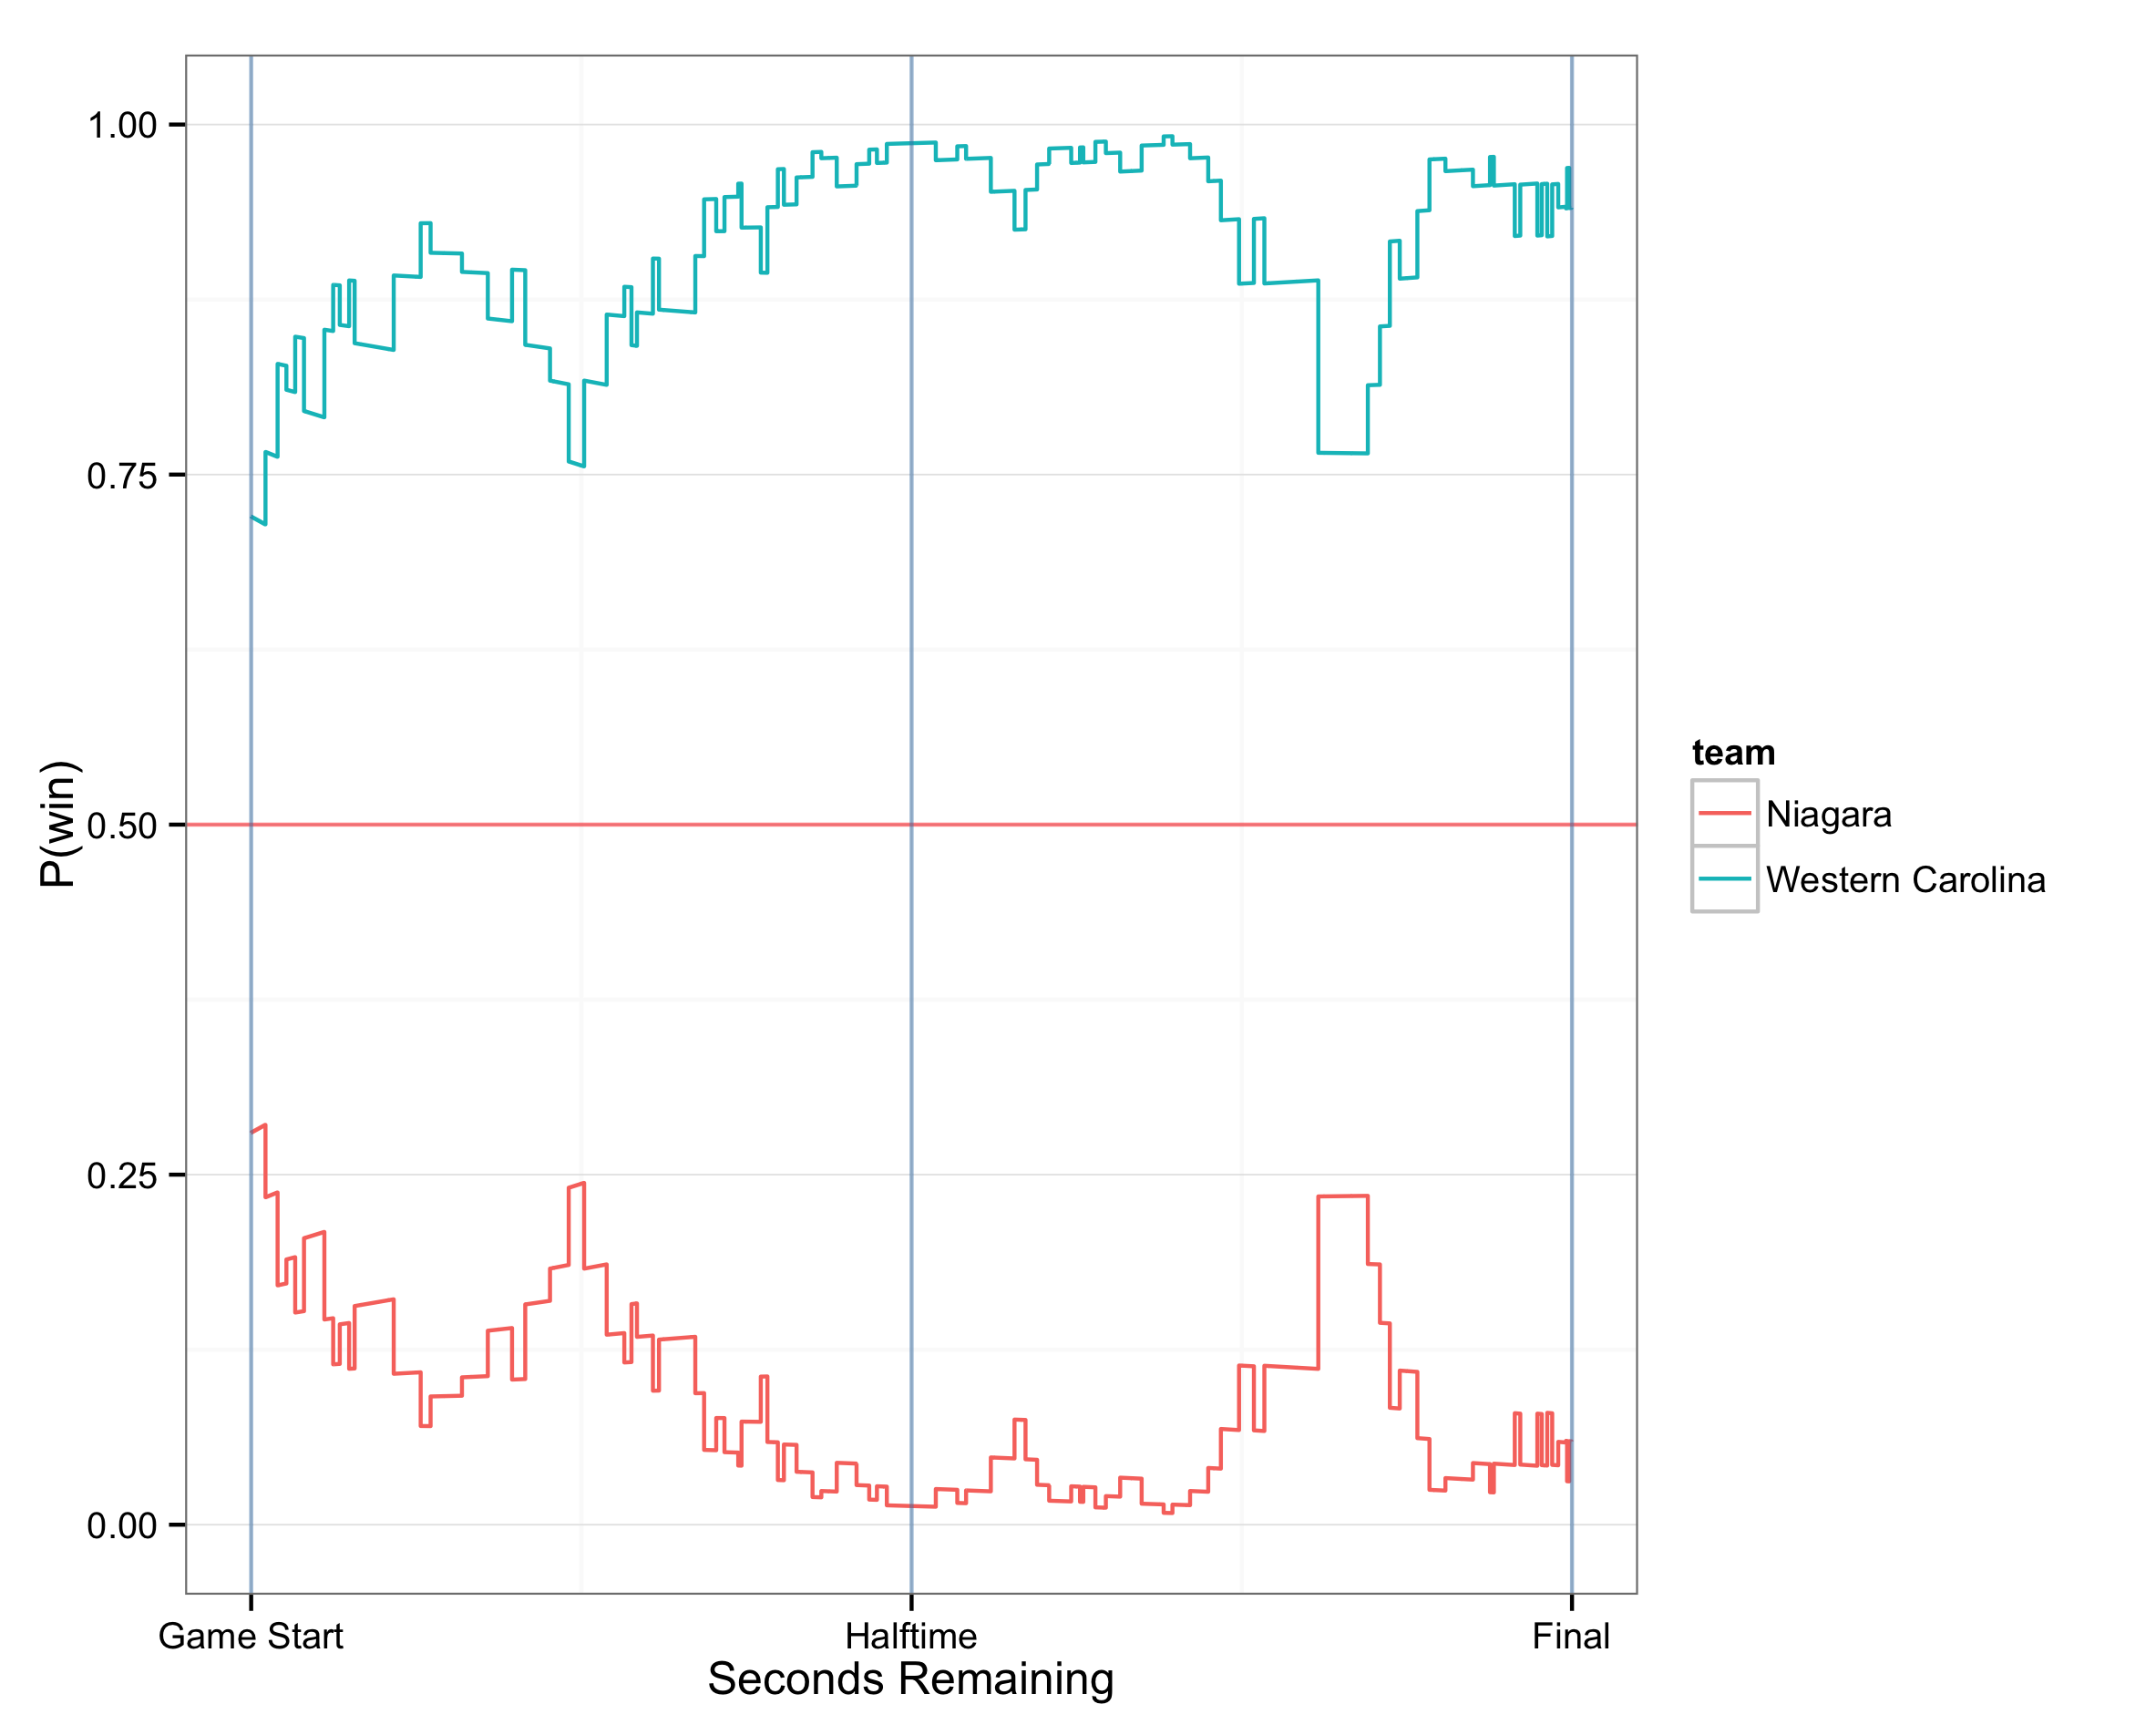 1.00
0.75
0.50
0.25
0.00
P(win)
Game Start
Halftime
Final
Seconds Remaining
team
Niagara
Western Carolina